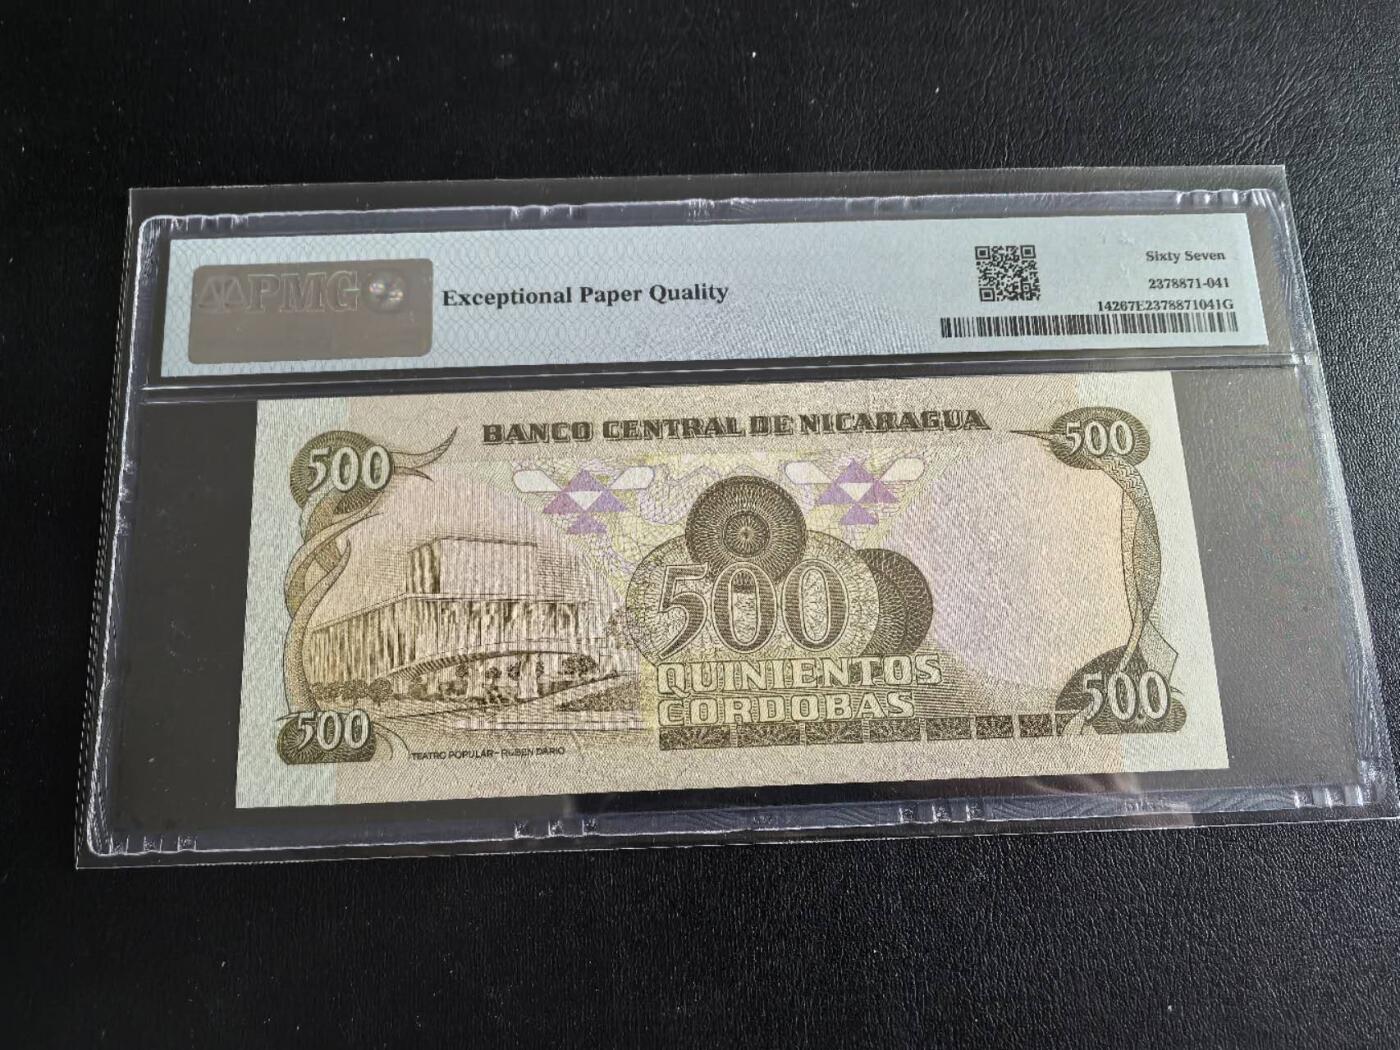 PMG
Exceptional Paper Quality
Sixty Seven
2378871-041
14267E2378871041G
BANCO CENTRAL DE NICARAGUA
500
500
500
QUINIENTOS
CORDOBAS
500
500
TEATRO POPULAR - RUBEN DARIO